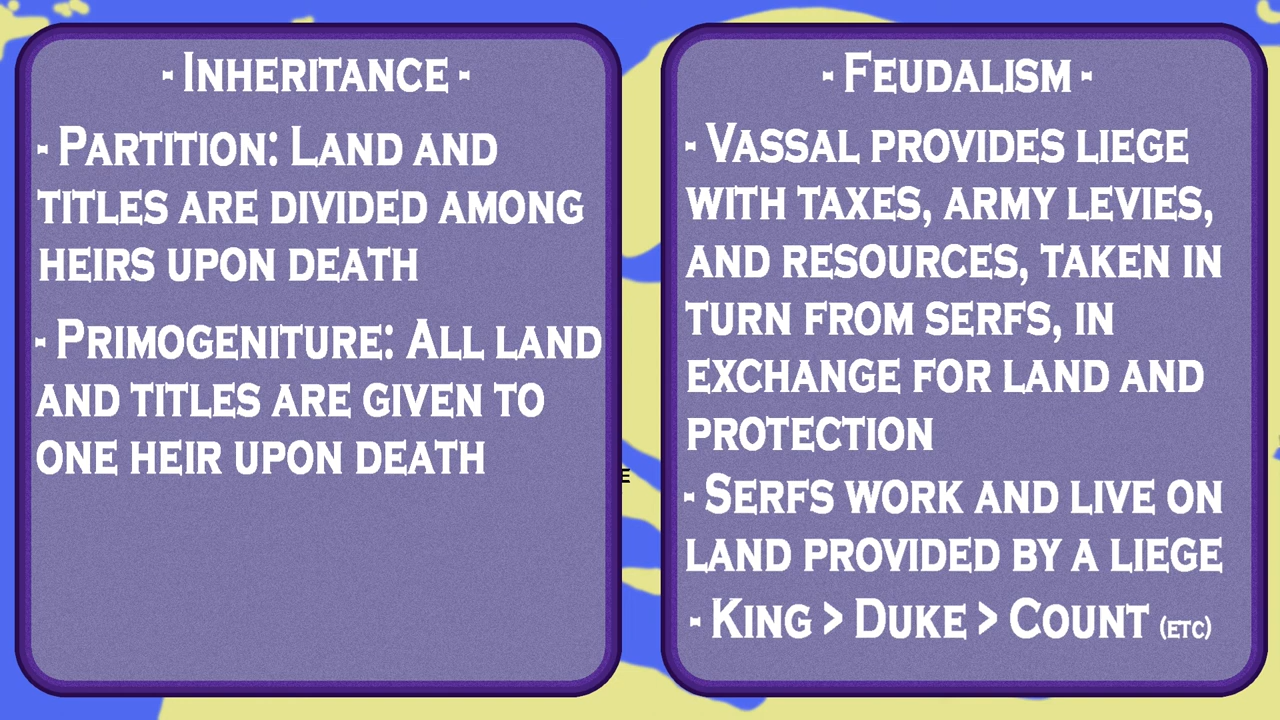 - Inheritance -
- Partition: Land and
titles are divided among
heirs upon death
- Primogeniture: All land
and titles are given to
one heir upon death
- Feudalism -
- Vassal provides liege
with taxes, army levies,
and resources, taken in
turn from serfs, in
exchange for land and
protection
- Serfs work and live on
land provided by a liege
- King > Duke > Count (etc)